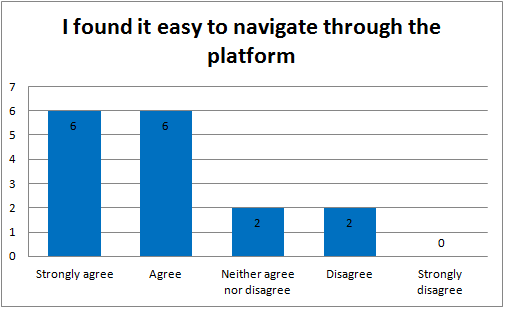 I found it easy to navigate through the
platform
7
6
5
4
3
2
1
0
6
6
2
2
0
Strongly agree
Agree
Neither agree
nor disagree
Disagree
Strongly
disagree